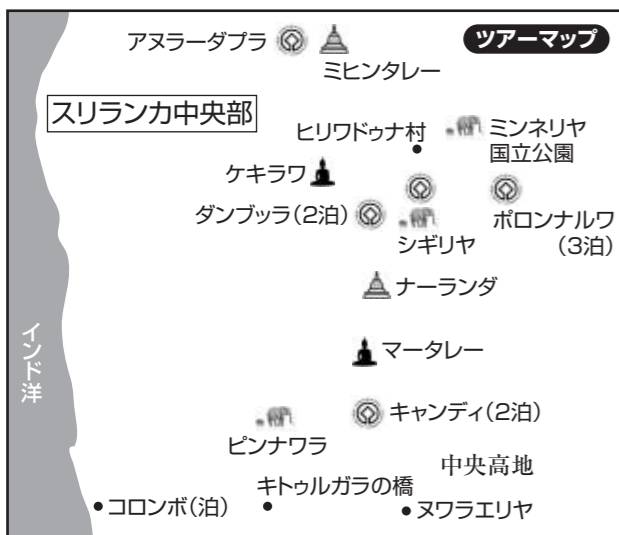 アヌラーダプラ
ミヒンタレー
ツアーマップ
スリランカ中央部
ヒリワドゥナ村
ミンネリヤ
国立公園
ケキラワ
ダンブッラ(2泊)
シギリヤ
ポロンナルワ
(3泊)
ナーランダ
マータレー
インド洋
キャンディ(2泊)
ピンナワラ
中央高地
キトゥルガラの橋
コロンボ(泊)
ヌワラエリヤ